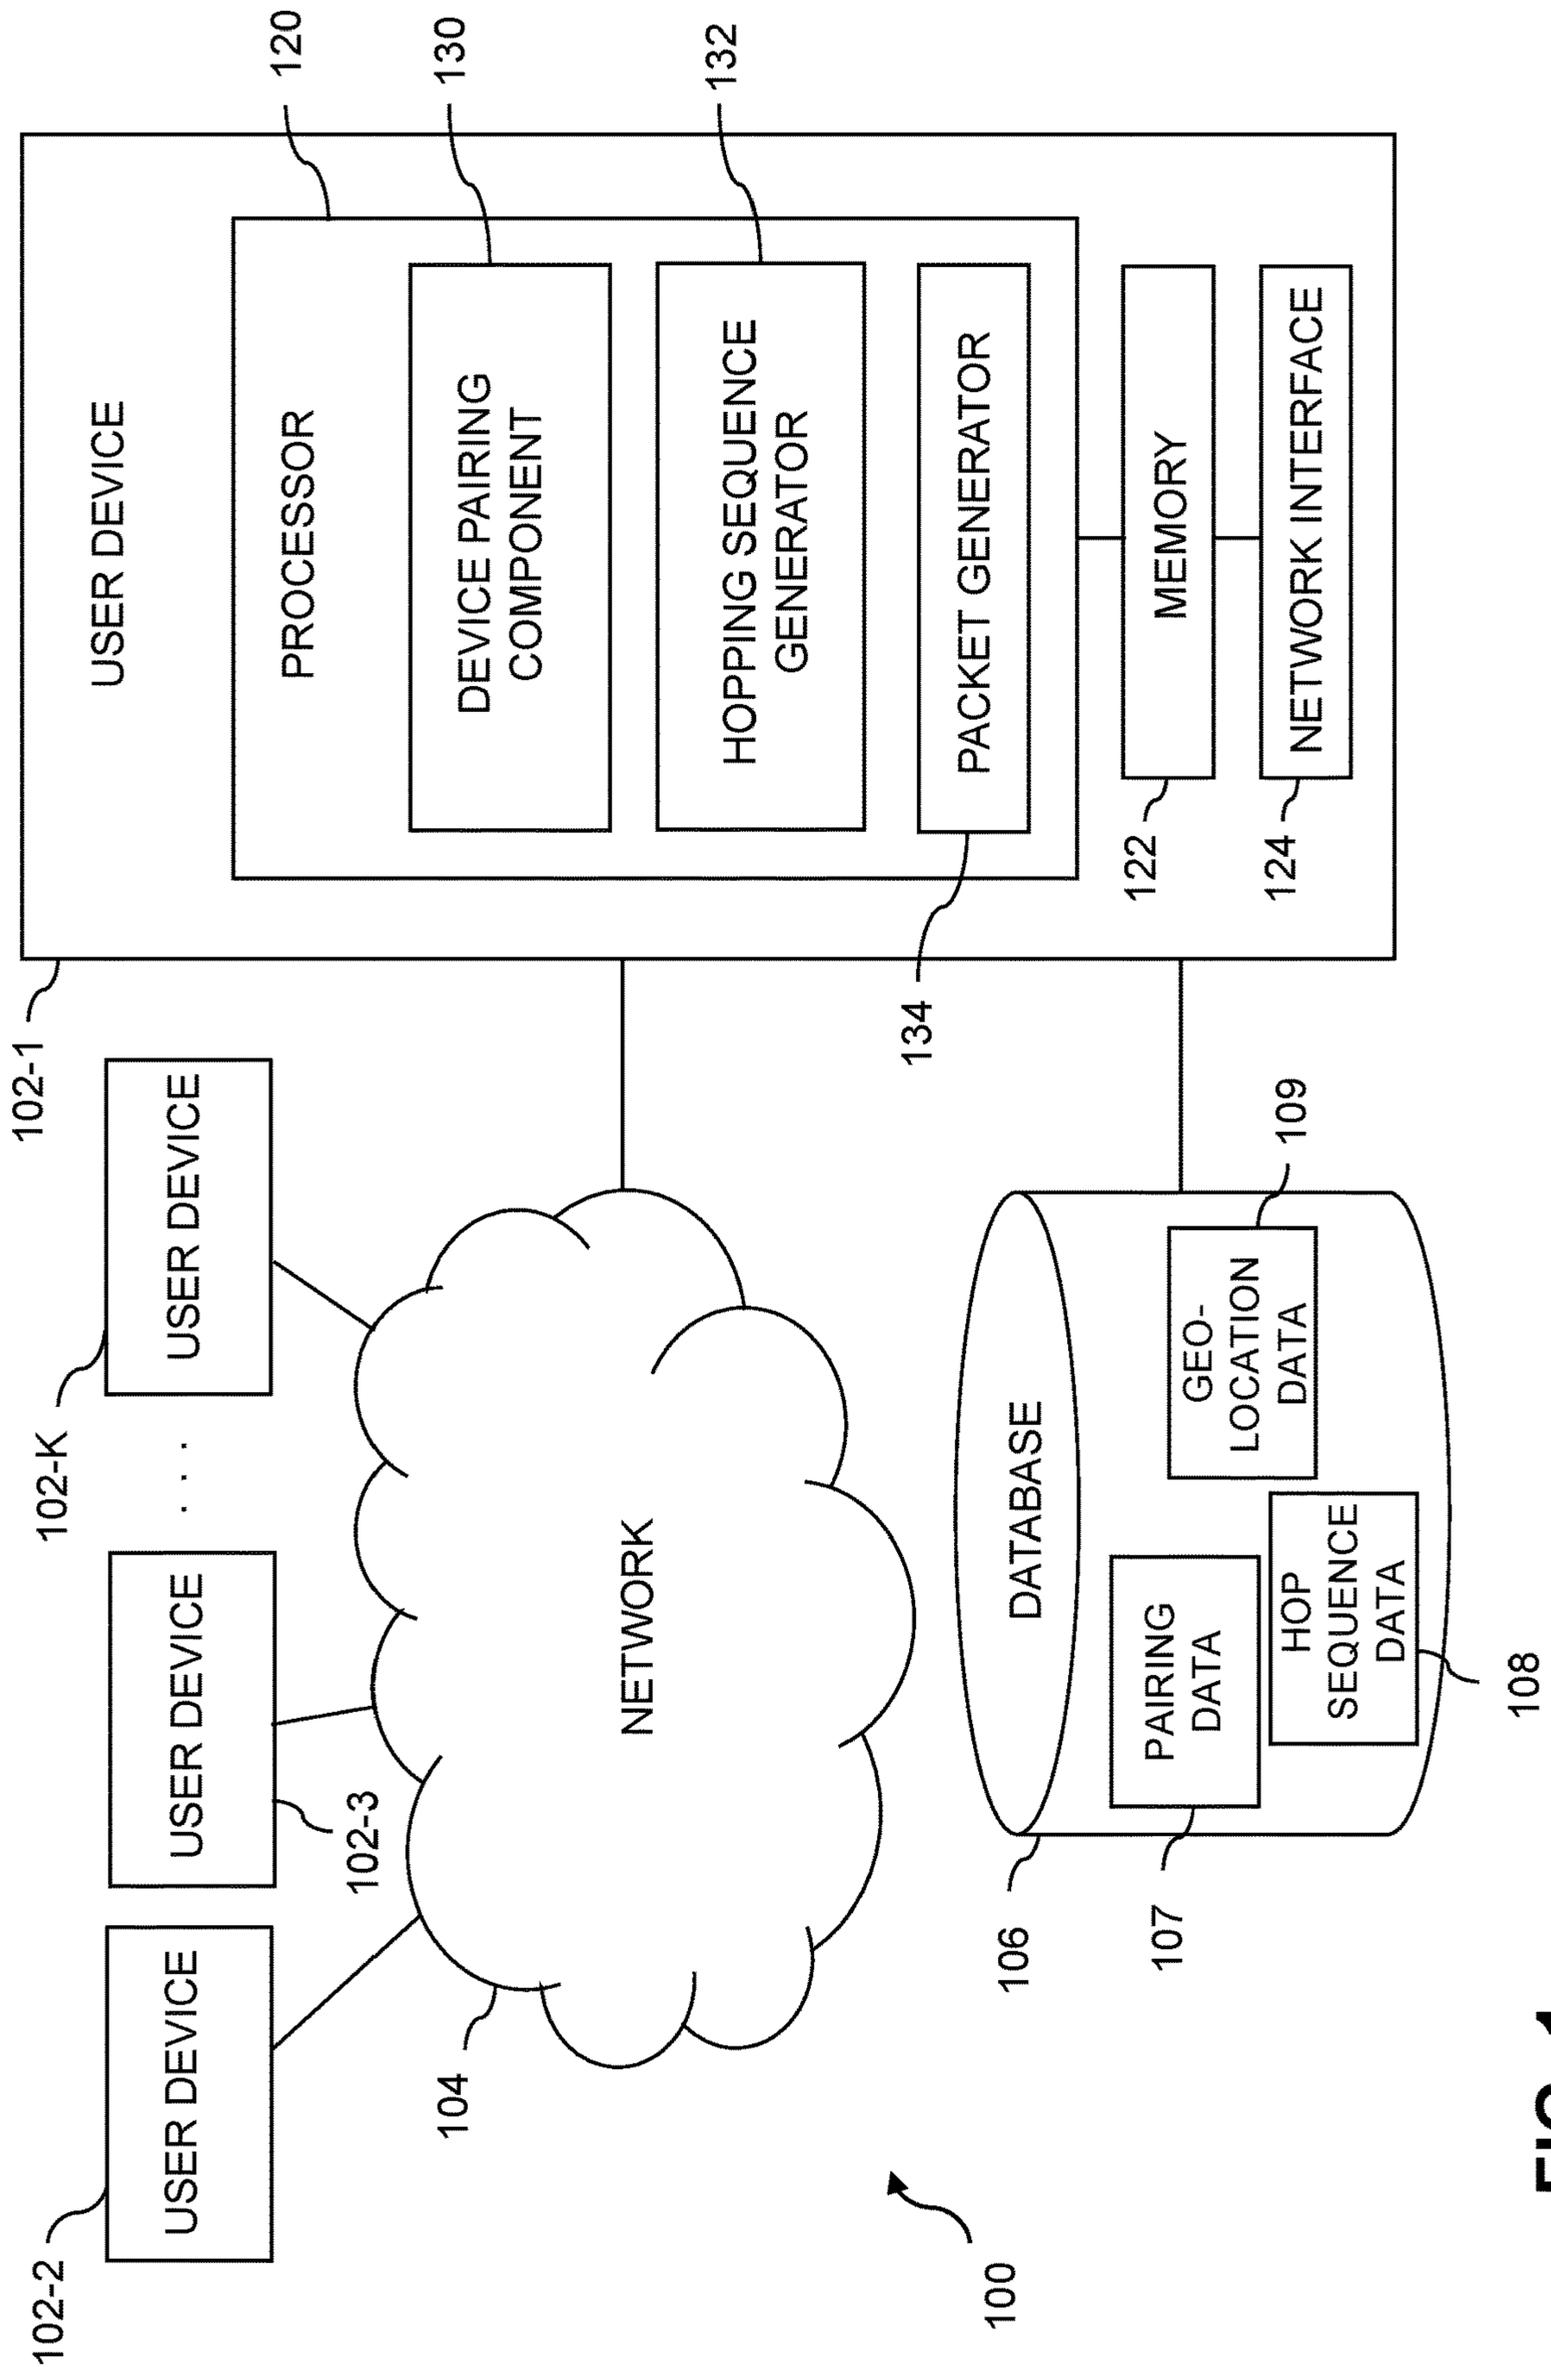 102-2
USER DEVICE
USER DEVICE
102-3
. . .
102-K
USER DEVICE
102-1
USER DEVICE
120
PROCESSOR
130
DEVICE PAIRING
COMPONENT
132
HOPPING SEQUENCE
GENERATOR
134
PACKET GENERATOR
122
MEMORY
124
NETWORK INTERFACE
104
NETWORK
106
DATABASE
107
PAIRING
DATA
109
GEO-
LOCATION
DATA
HOP
SEQUENCE
DATA
108
100
FIG. 1